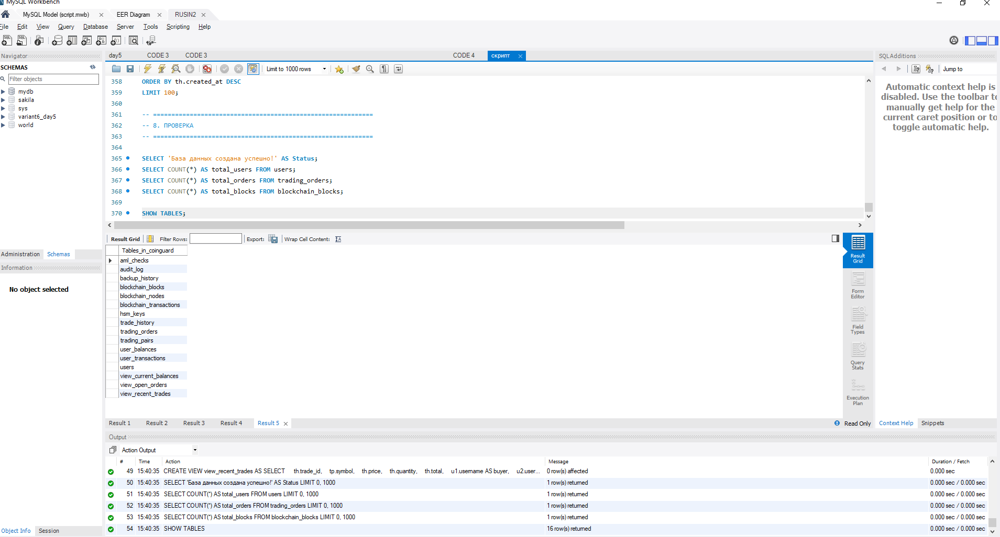 MySQL Workbench
MySQL Model (script.mwb)
EER Diagram
RUSIN2
File Edit View Query Database Server Tools Scripting Help
Navigator
SCHEMAS
Filter objects
mydb
sakila
sys
variant6_day5
world
Administration Schemas
Information
No object selected
Object Info Session
day5 CODE 3 CODE 3 CODE 4 скрипт
Limit to 1000 rows
358 ORDER BY th.created_at DESC
359 LIMIT 100;
360
361 -- ============================================================
362 -- 8. ПРОВЕРКА
363 -- ============================================================
364
365 SELECT 'База данных создана успешно!' AS Status;
366 SELECT COUNT(*) AS total_users FROM users;
367 SELECT COUNT(*) AS total_orders FROM trading_orders;
368 SELECT COUNT(*) AS total_blocks FROM blockchain_blocks;
369
370 SHOW TABLES;
Result Grid Filter Rows: Export: Wrap Cell Content:
Tables_in_coinguard
aml_checks
audit_log
backup_history
blockchain_blocks
blockchain_nodes
blockchain_transactions
hsm_keys
trade_history
trading_orders
trading_pairs
user_balances
user_transactions
users
view_current_balances
view_open_orders
view_recent_trades
Result
Grid
Form
Editor
Field
Types
Query
Stats
Execution
Plan
Result 1 Result 2 Result 3 Result 4 Result 5
Read Only
SQLAdditions
Jump to
Automatic context help is
disabled. Use the toolbar to
manually get help for the
current caret position or to
toggle automatic help.
Context Help Snippets
Output
Action Output
# Time Action Message Duration / Fetch
49 15:40:35 CREATE VIEW view_recent_trades AS SELECT th.trade_id, tp.symbol, th.price, th.quantity, th.total, u1.username AS buyer, u2.user... 0 row(s) affected 0.000 sec
50 15:40:35 SELECT 'База данных создана успешно!' AS Status LIMIT 0, 1000 1 row(s) returned 0.000 sec / 0.000 sec
51 15:40:35 SELECT COUNT(*) AS total_users FROM users LIMIT 0, 1000 1 row(s) returned 0.000 sec / 0.000 sec
52 15:40:35 SELECT COUNT(*) AS total_orders FROM trading_orders LIMIT 0, 1000 1 row(s) returned 0.000 sec / 0.000 sec
53 15:40:35 SELECT COUNT(*) AS total_blocks FROM blockchain_blocks LIMIT 0, 1000 1 row(s) returned 0.000 sec / 0.000 sec
54 15:40:35 SHOW TABLES 16 row(s) returned 0.000 sec / 0.000 sec